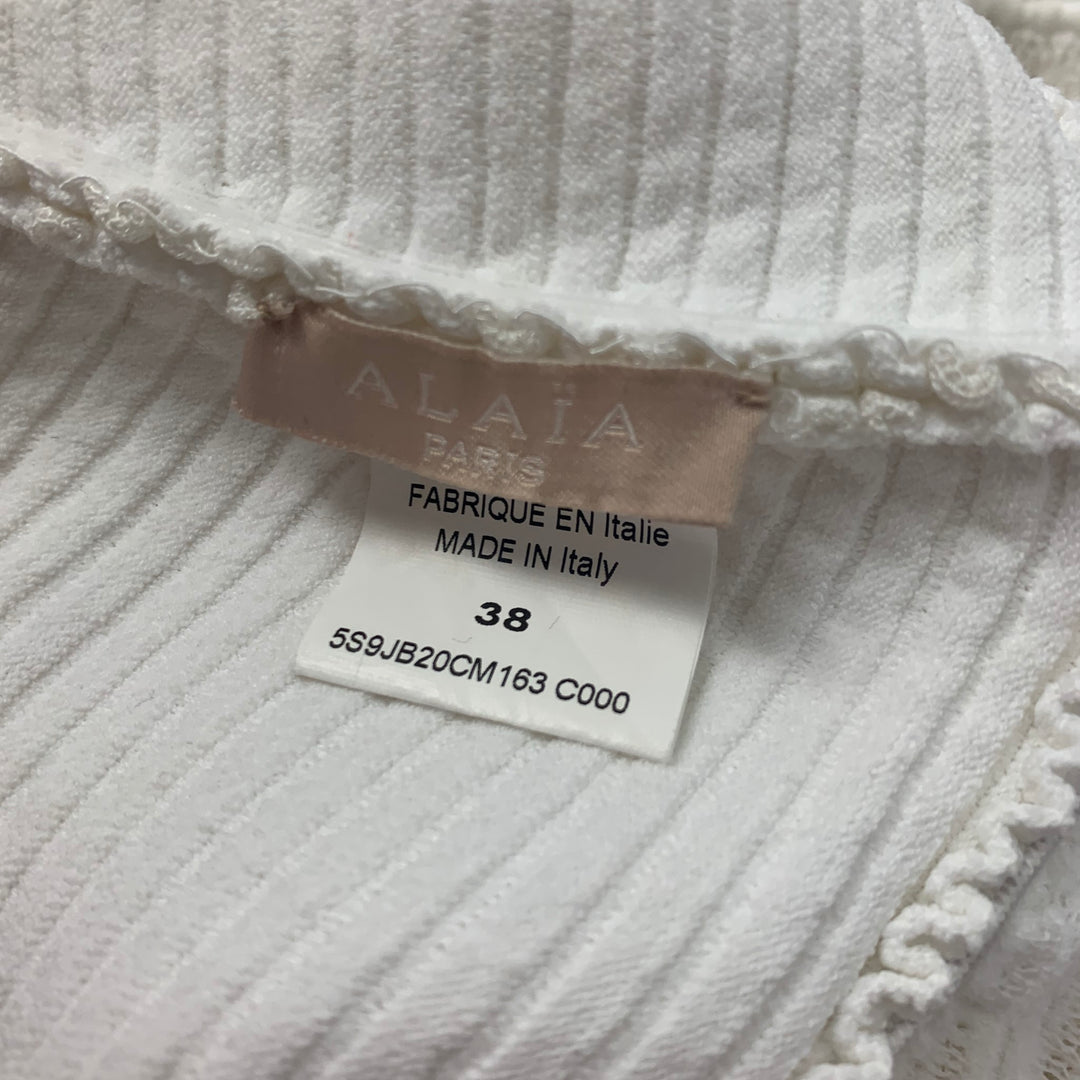 ALAÏA
PARIS
FABRIQUE EN Italie
MADE IN Italy
38
5S9JB20CM163 C000